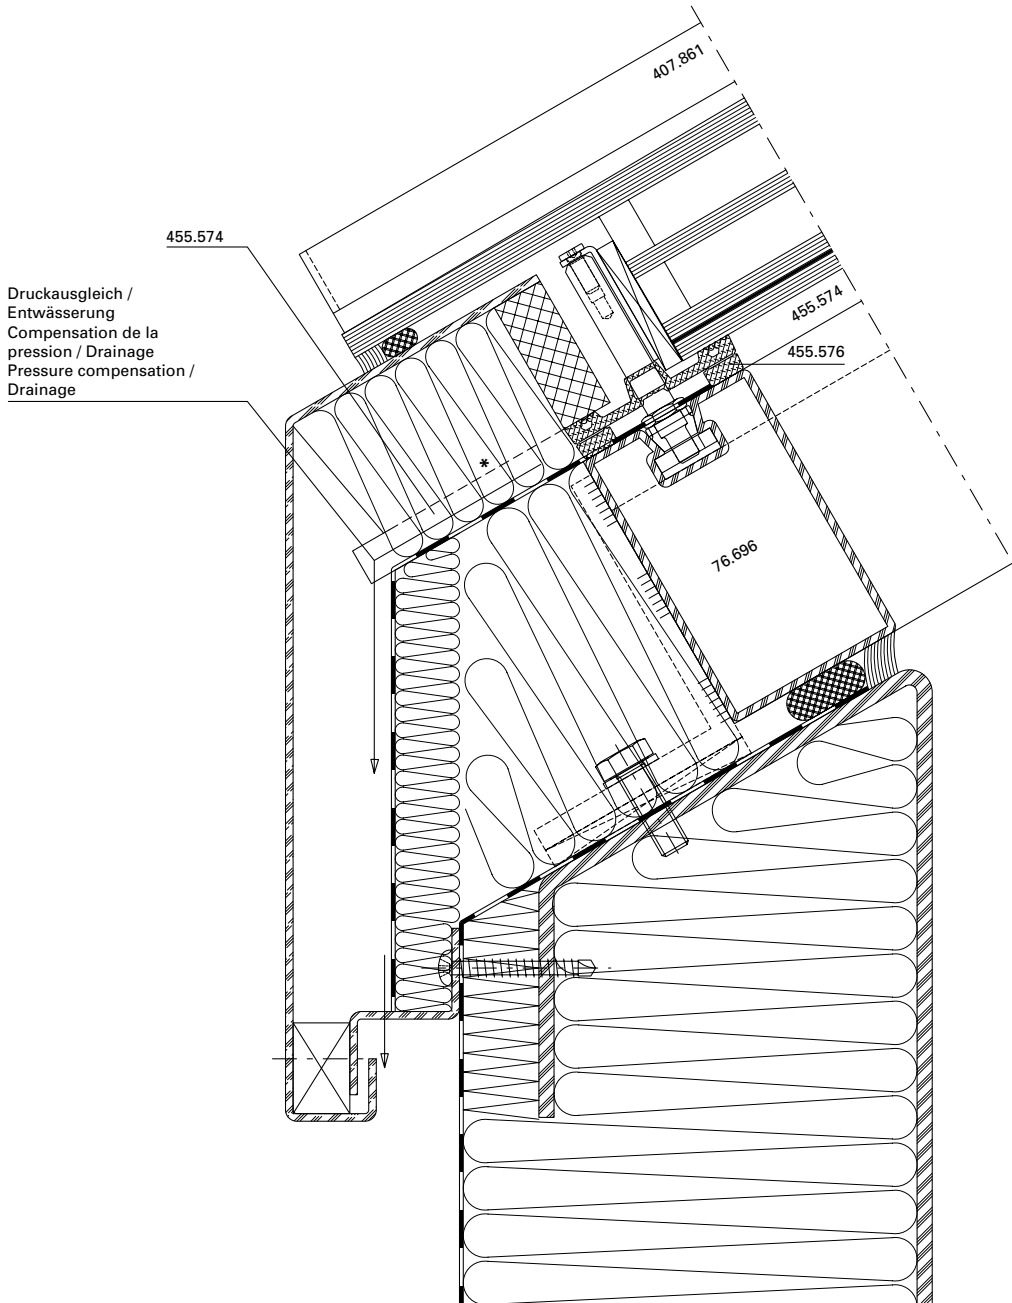 407.861
455.574
Druckausgleich /
Entwässerung
Compensation de la
pression / Drainage
Pressure compensation /
Drainage
455.574
455.576
*
76.696